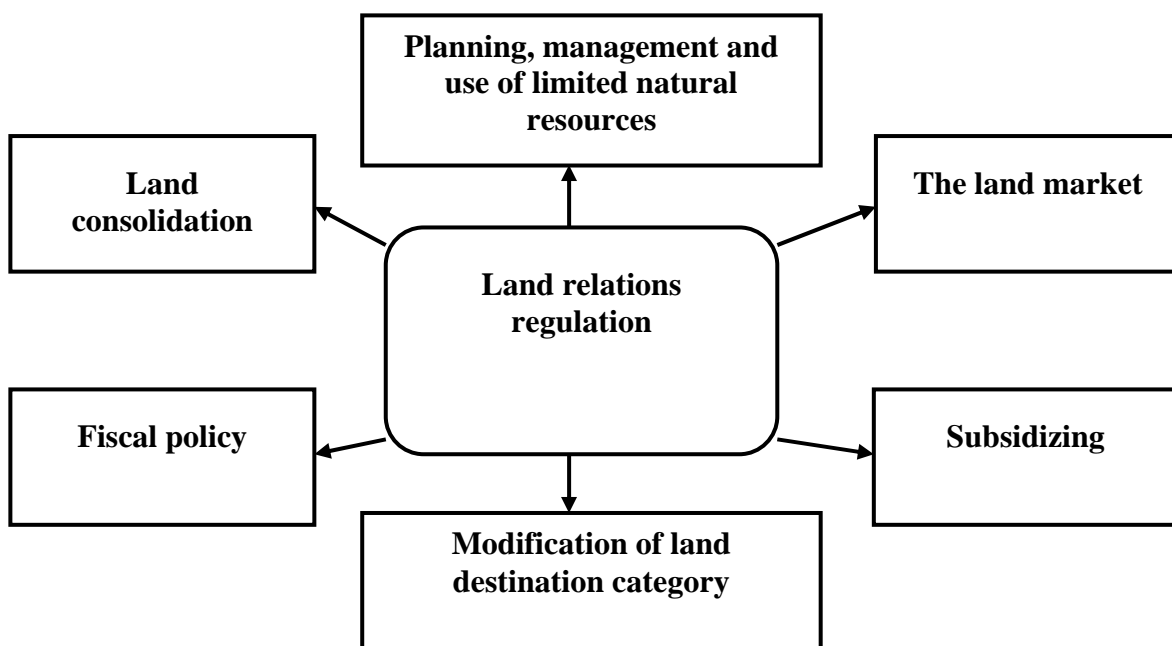 Planning, management and
use of limited natural
resources
Land
consolidation
The land market
Land relations
regulation
Fiscal policy
Subsidizing
Modification of land
destination category